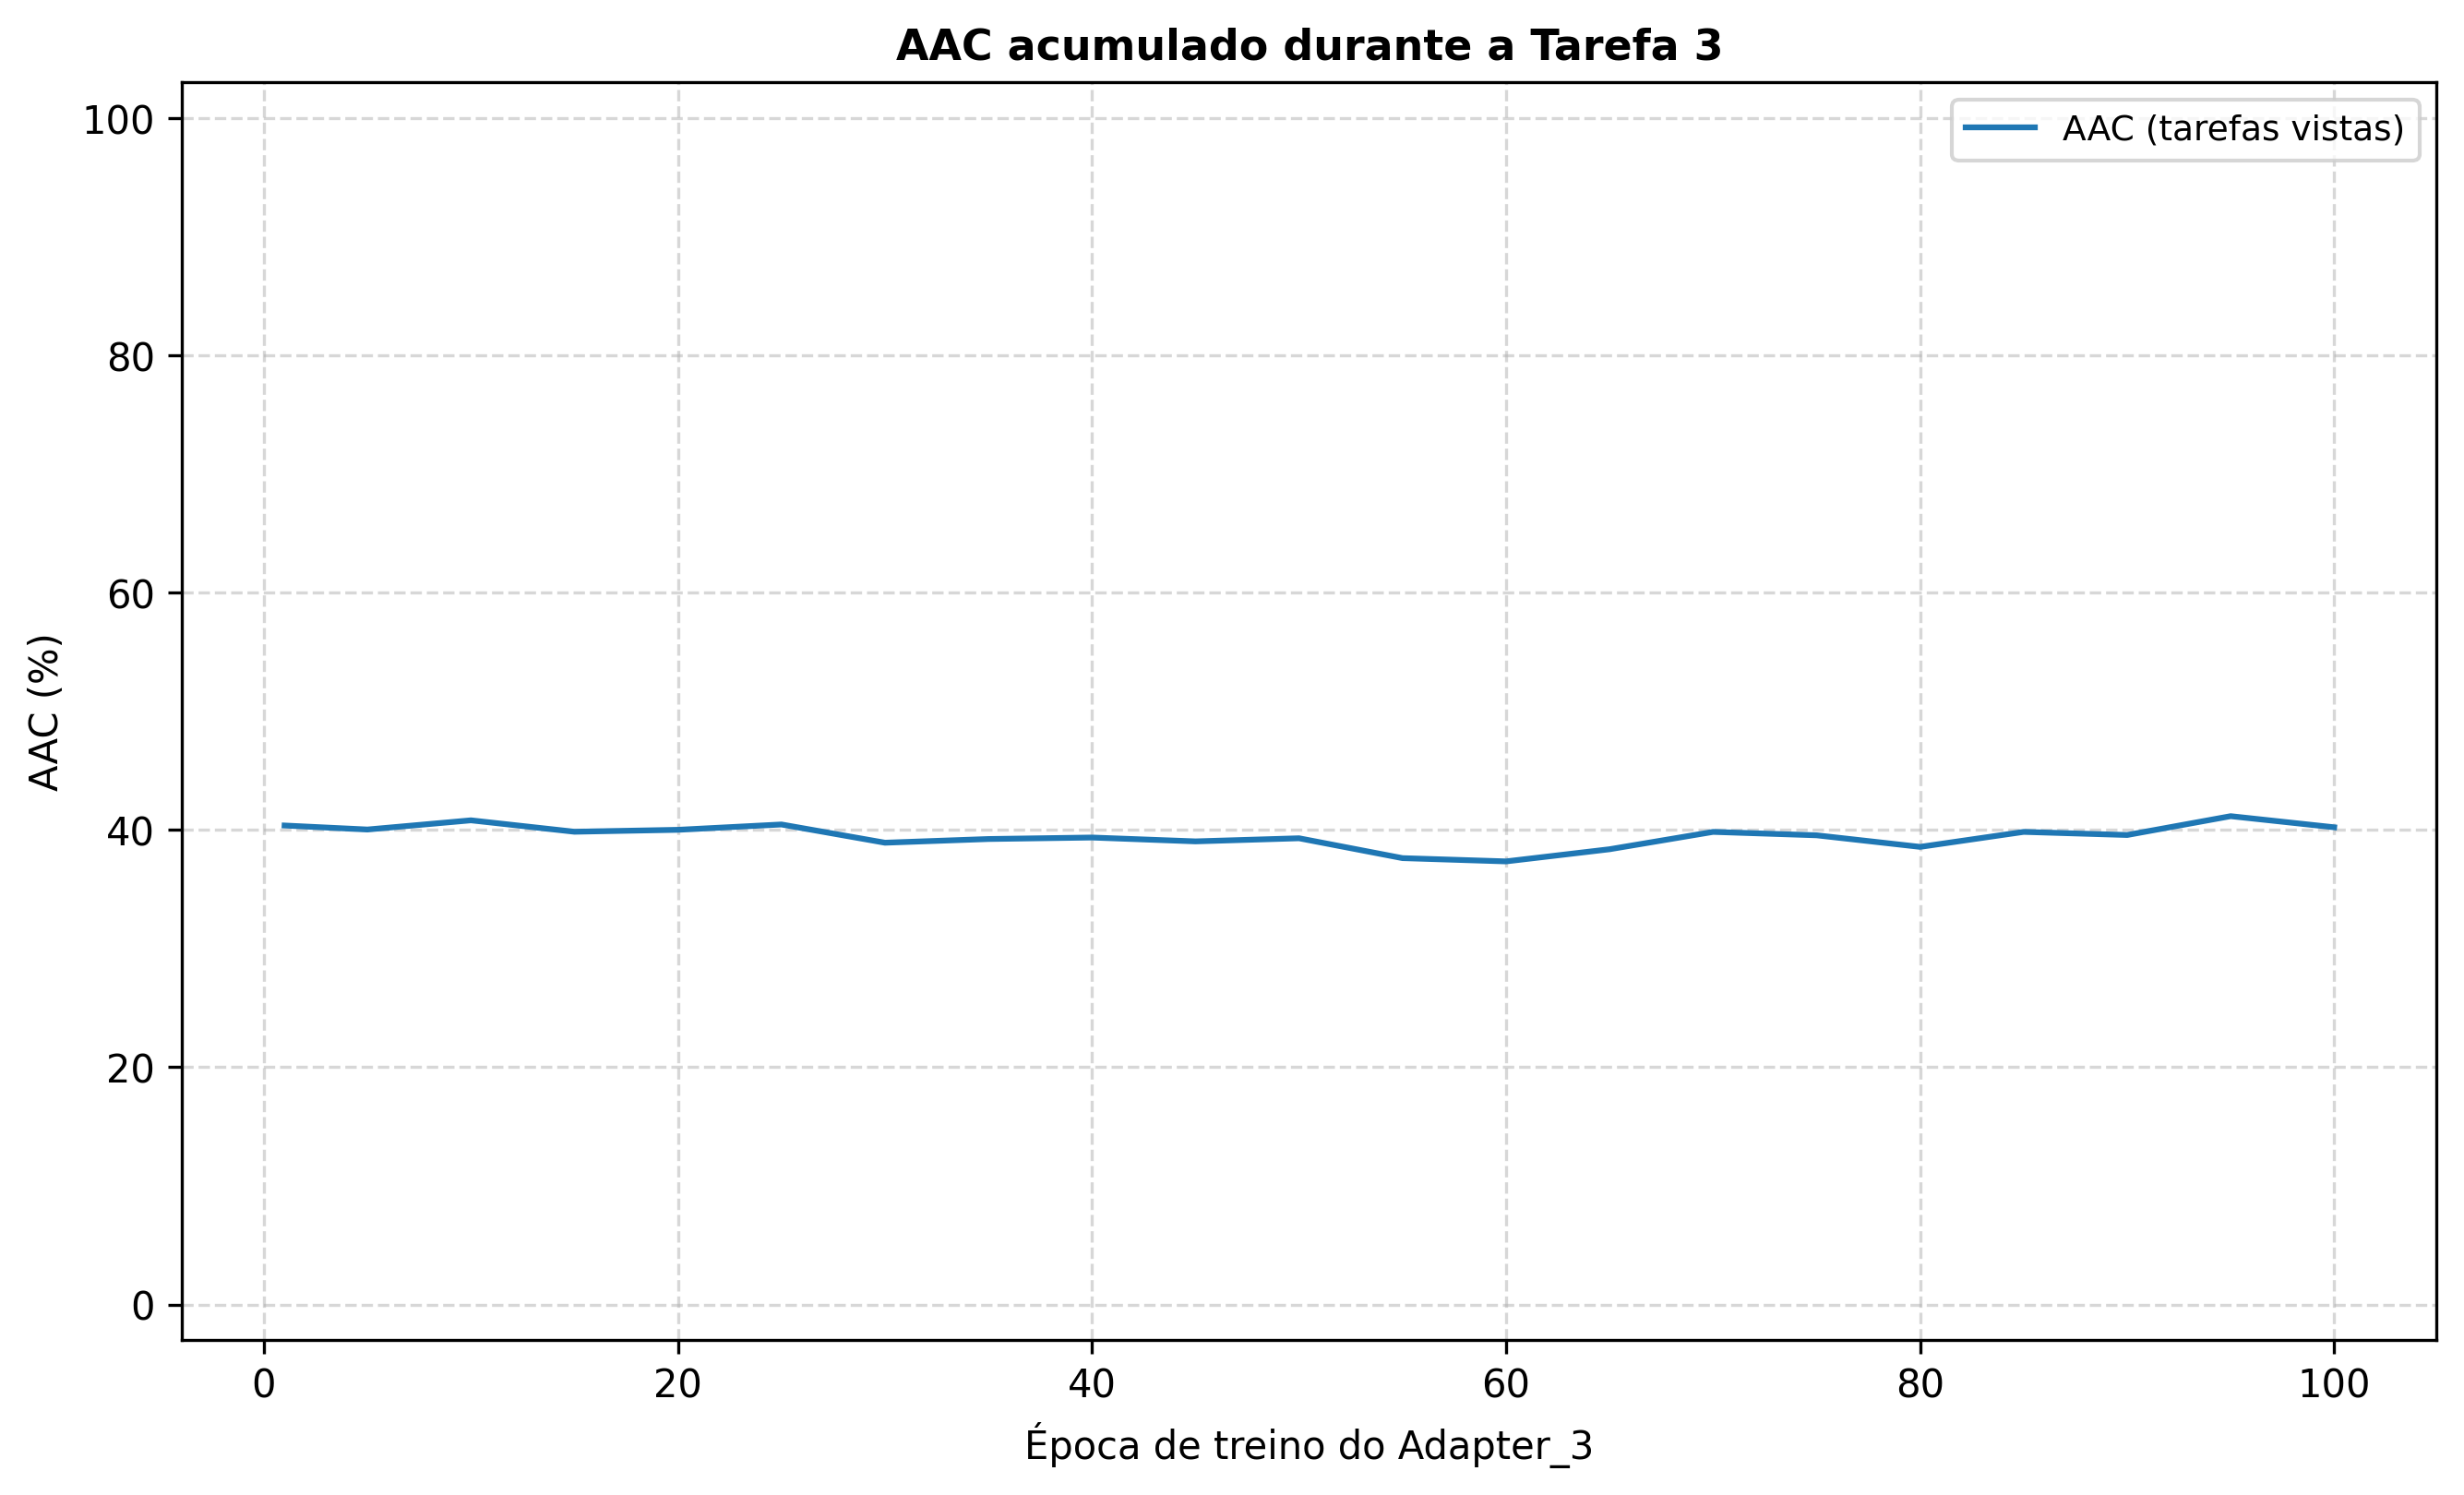 AAC acumulado durante a Tarefa 3
100
80
60
40
20
0
AAC (%)
AAC (tarefas vistas)
0 20 40 60 80 100
Época de treino do Adapter_3